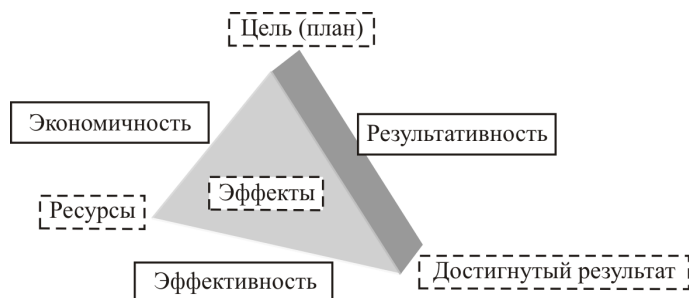 Цель (план)
Экономичность
Результативность
Эффекты
Ресурсы
Достигнутый результат
Эффективность